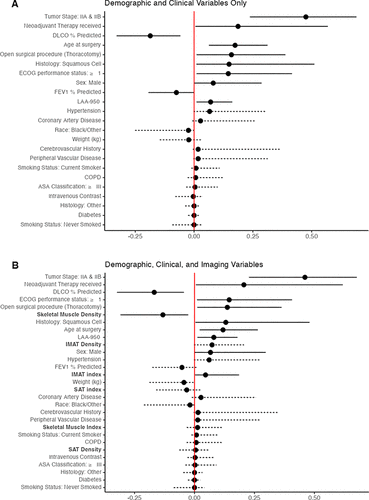 A
Demographic and Clinical Variables Only
Tumor Stage: IIA & IIB
Neoadjuvant Therapy received
DLCO % Predicted
Age at surgery
Open surgical procedure (Thoracotomy)
Histology: Squamous Cell
ECOG performance status: ≥ 1
Sex: Male
FEV1 % Predicted
LAA-950
Hypertension
Coronary Artery Disease
Race: Black/Other
Weight (kg)
Cerebrovascular History
Peripheral Vascular Disease
Smoking Status: Current Smoker
COPD
ASA Classification: ≥ III
Intravenous Contrast
Histology: Other
Diabetes
Smoking Status: Never Smoked
-0.25 0.00 0.25 0.50
B
Demographic, Clinical, and Imaging Variables
Tumor Stage: IIA & IIB
Neoadjuvant Therapy received
DLCO % Predicted
ECOG performance status: ≥ 1
Open surgical procedure (Thoracotomy)
Skeletal Muscle Density
Histology: Squamous Cell
Age at surgery
LAA-950
IMAT Density
Sex: Male
Hypertension
FEV1 % Predicted
IMAT index
Weight (kg)
SAT index
Coronary Artery Disease
Race: Black/Other
Cerebrovascular History
Peripheral Vascular Disease
Skeletal Muscle Index
Smoking Status: Current Smoker
COPD
SAT Density
Intravenous Contrast
ASA Classification: ≥ III
Histology: Other
Diabetes
Smoking Status: Never Smoked
-0.25 0.00 0.25 0.50